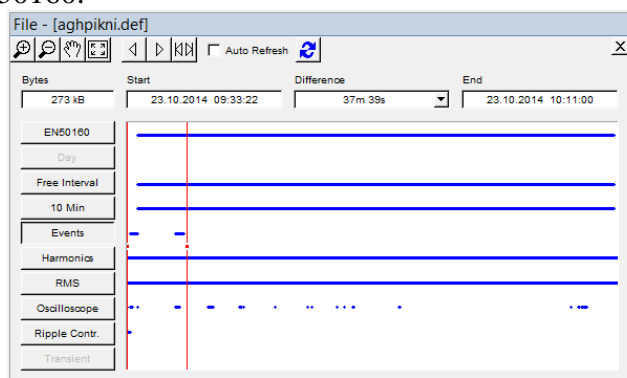 50160.
File - [aghpikni.def]
Auto Refresh
X
Bytes Start Difference End
273 kB 23.10.2014 09:33:22 37m 39s 23.10.2014 10:11:00
EN50160
Day
Free Interval
10 Min
Events
Harmonics
RMS
Oscilloscope
Ripple Contr.
Transient